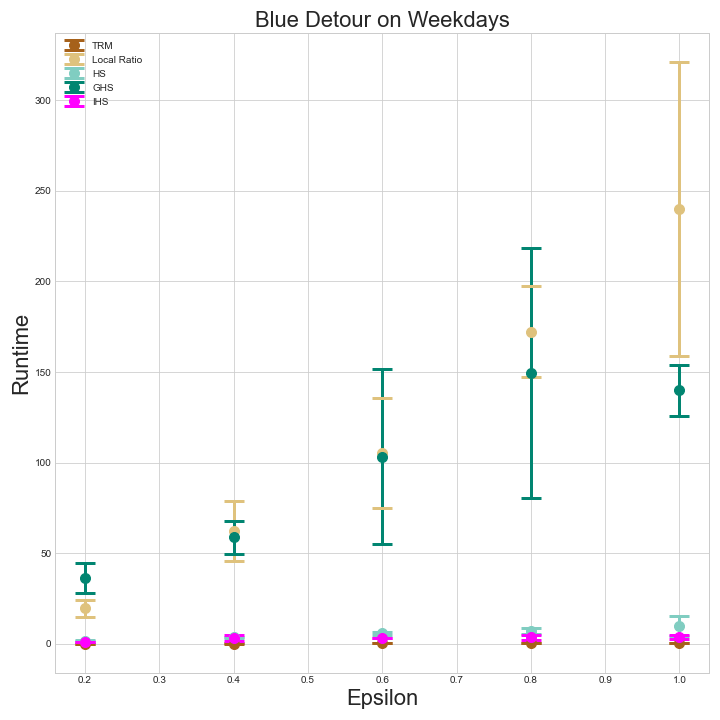 Blue Detour on Weekdays
TRM
Local Ratio
HS
GHS
IHS
300
250
200
150
100
50
0
Runtime
0.2 0.3 0.4 0.5 0.6 0.7 0.8 0.9 1.0
Epsilon